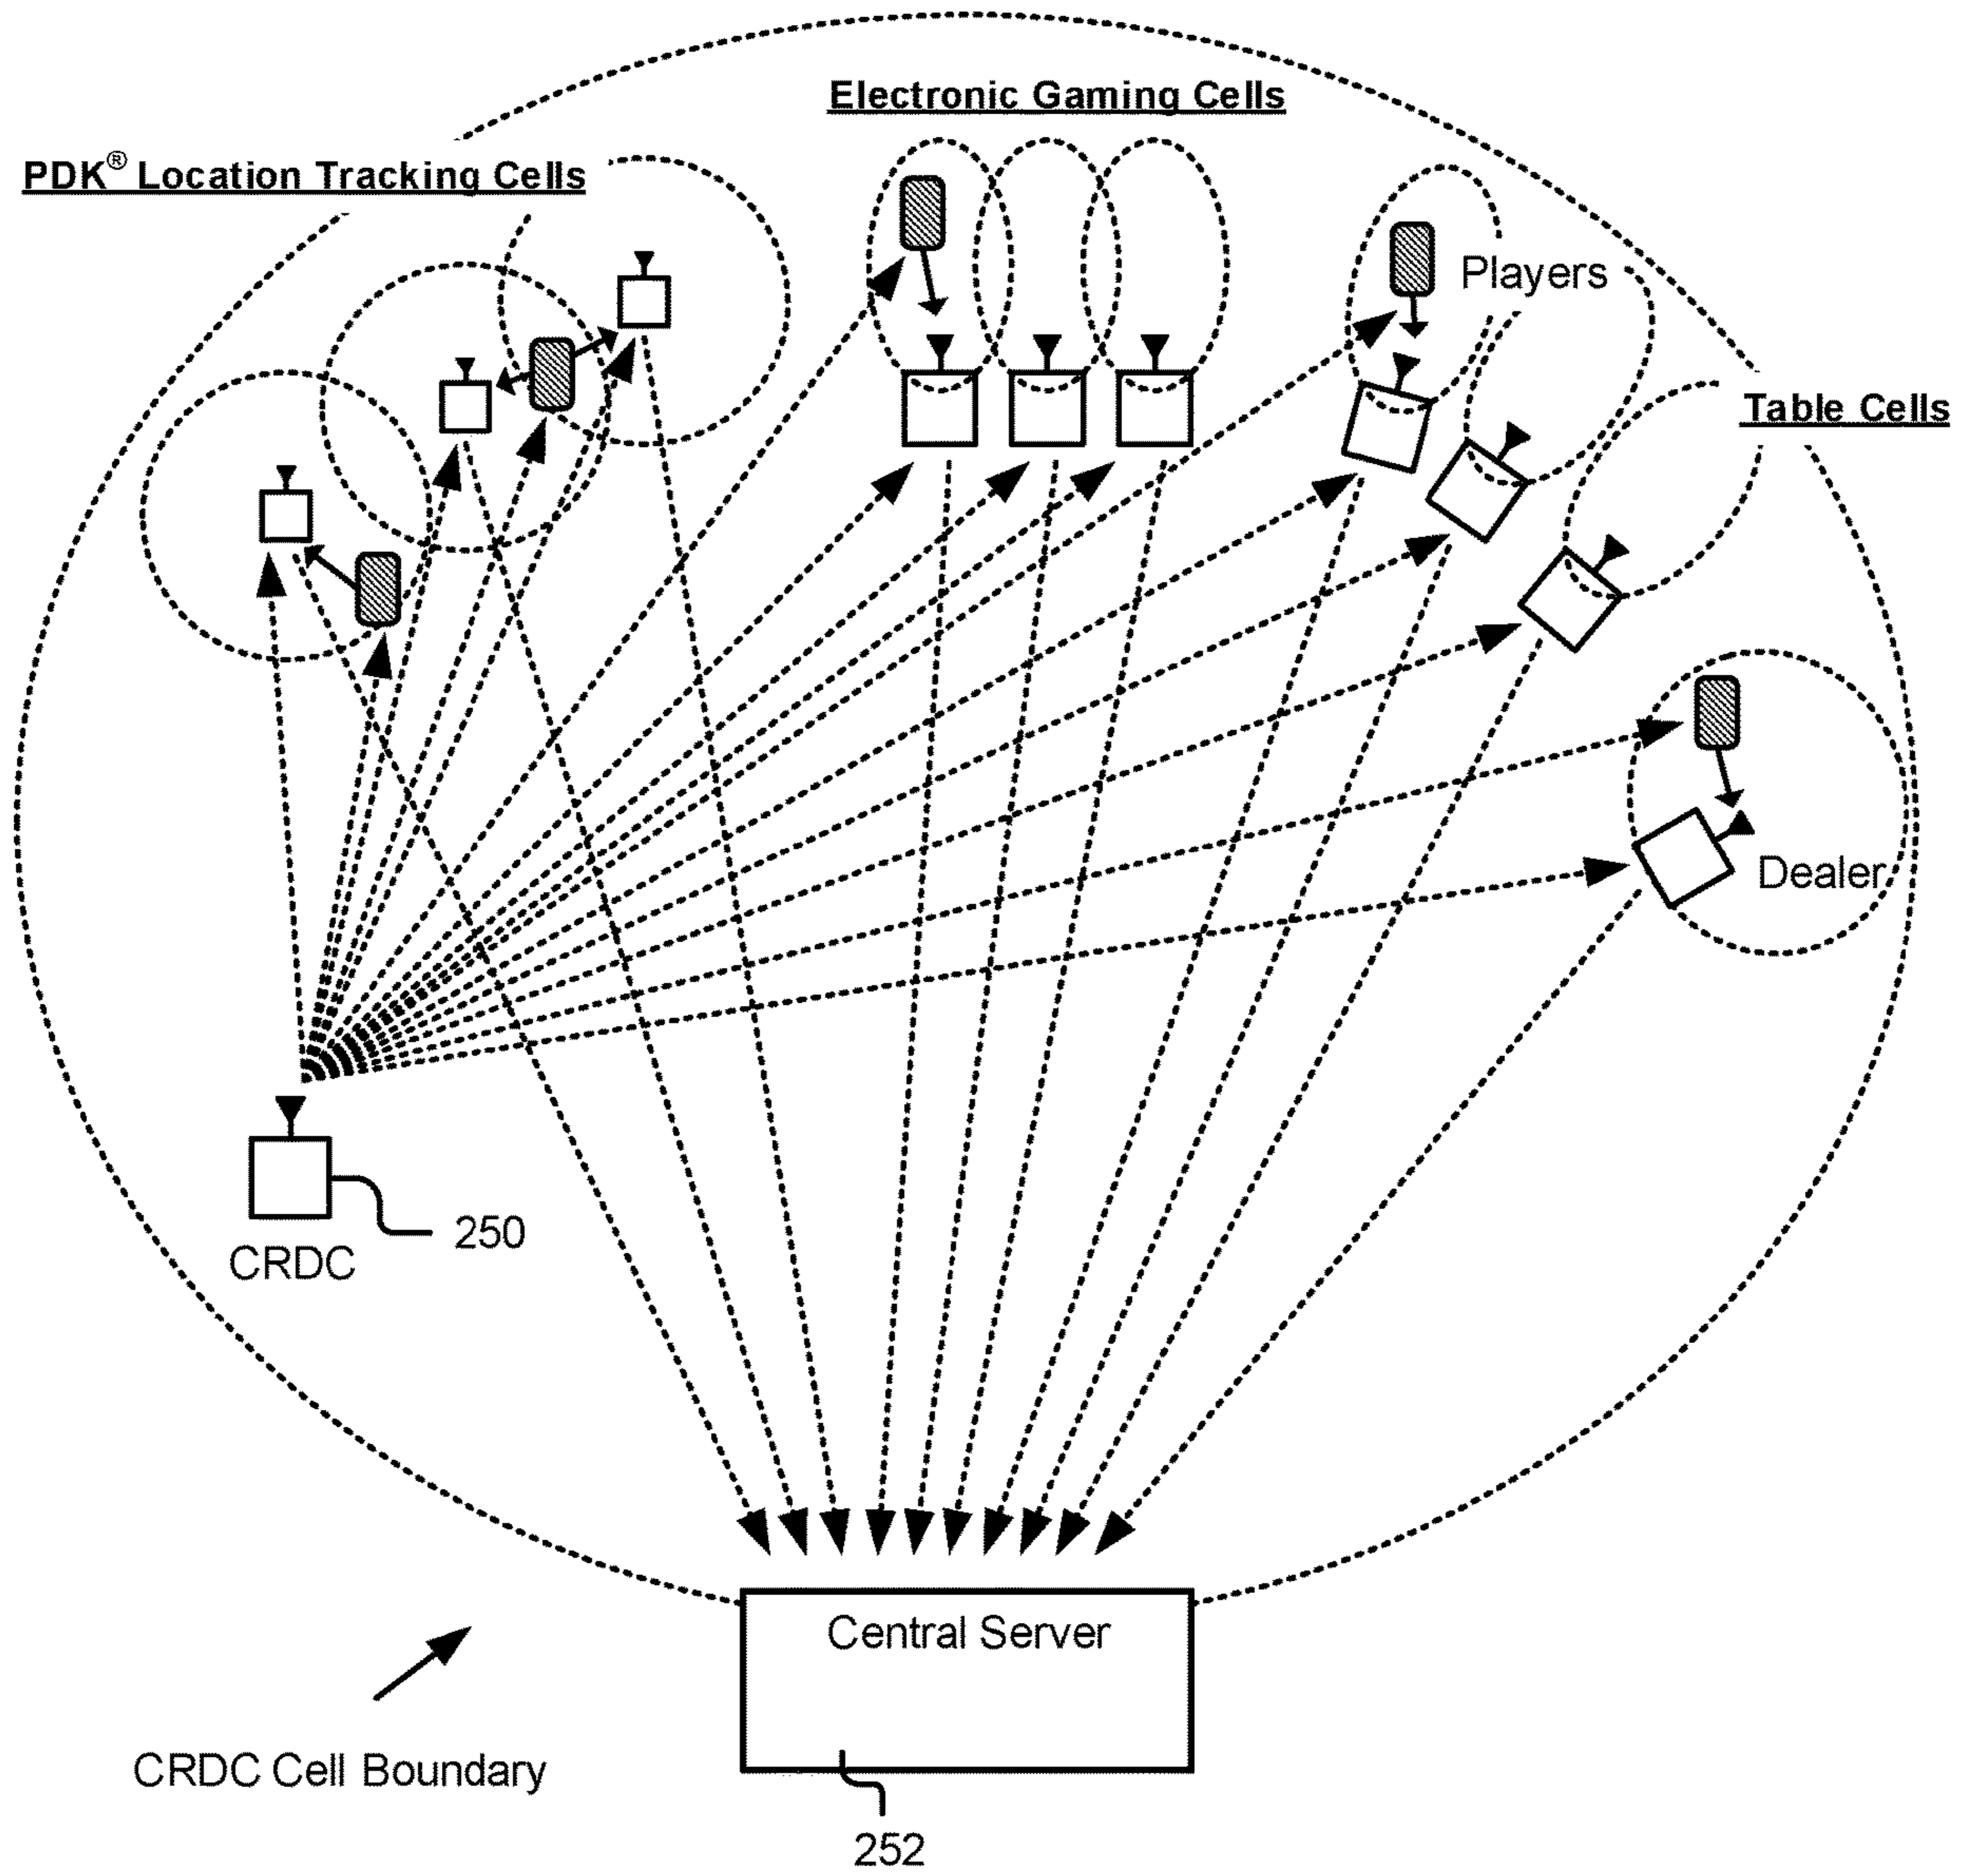 Electronic Gaming Cells
PDK® Location Tracking Cells
Players
Table Cells
Dealer
250
CRDC
Central Server
CRDC Cell Boundary
252